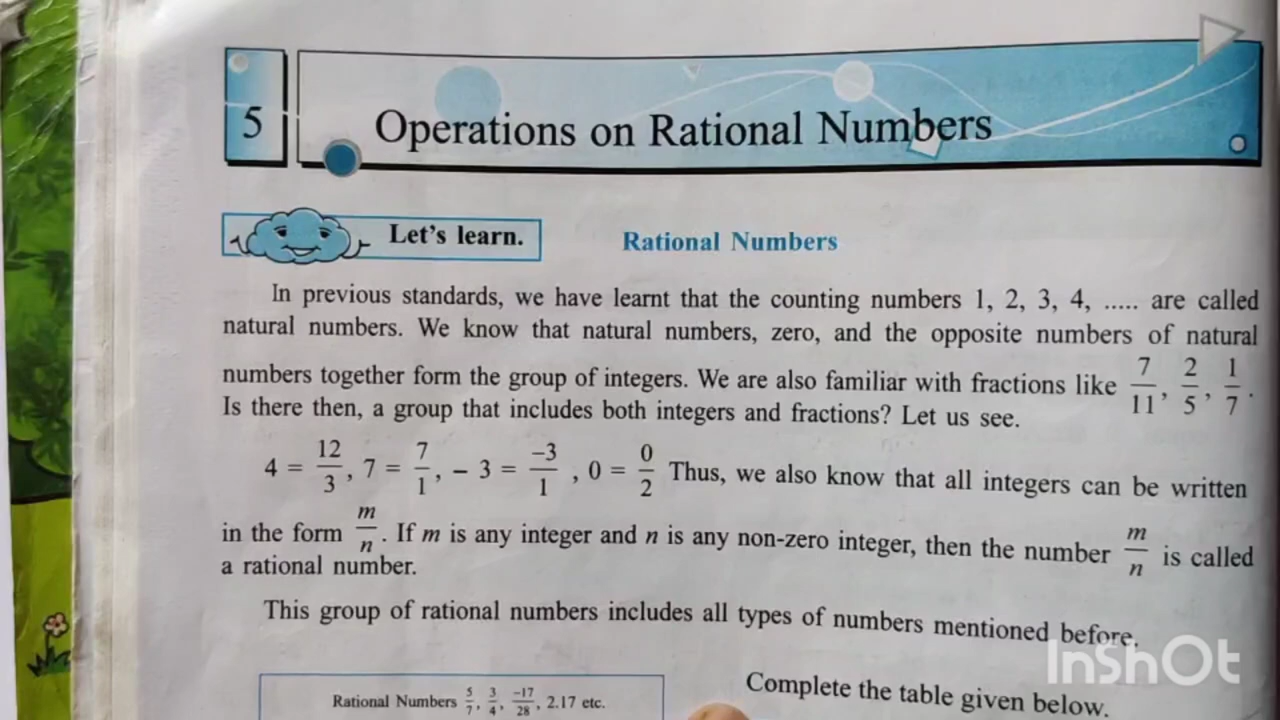 5
Operations on Rational Numbers
Let's learn.
Rational Numbers
In previous standards, we have learnt that the counting numbers 1, 2, 3, 4, ..... are called
natural numbers. We know that natural numbers, zero, and the opposite numbers of natural
numbers together form the group of integers. We are also familiar with fractions like 7/11, 2/5, 1/7.
Is there then, a group that includes both integers and fractions? Let us see.
4 = 12/3, 7 = 7/1, – 3 = –3/1, 0 = 0/2 Thus, we also know that all integers can be written
in the form m/n. If m is any integer and n is any non-zero integer, then the number m/n is called
a rational number.
This group of rational numbers includes all types of numbers mentioned before.
Rational Numbers 5/7, 3/4, –17/28, 2.17 etc.
Complete the table given below.
InShOt